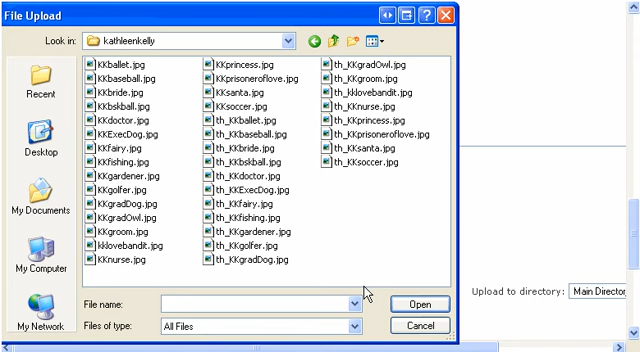 File Upload
Look in: kathleenkelly
Recent
Desktop
My Documents
My Computer
My Network
KKballet.jpg
KKbaseball.jpg
KKbride.jpg
KKbskball.jpg
KKdoctor.jpg
KKExecDog.jpg
KKfairy.jpg
KKfishing.jpg
KKgardener.jpg
KKgolfer.jpg
KKgradDog.jpg
KKgradOwl.jpg
KKgroom.jpg
kklovebandit.jpg
KKnurse.jpg
KKprincess.jpg
KKprisoneroflove.jpg
KKsanta.jpg
KKsoccer.jpg
th_KKballet.jpg
th_KKbaseball.jpg
th_KKbride.jpg
th_KKbskball.jpg
th_KKdoctor.jpg
th_KKExecDog.jpg
th_KKfairy.jpg
th_KKfishing.jpg
th_KKgardener.jpg
th_KKgolfer.jpg
th_KKgradDog.jpg
th_KKgradOwl.jpg
th_KKgroom.jpg
th_kklovebandit.jpg
th_KKnurse.jpg
th_KKprincess.jpg
th_KKprisoneroflove.jpg
th_KKsanta.jpg
th_KKsoccer.jpg
File name: Open
Files of type: All Files Cancel
Upload to directory: Main Director